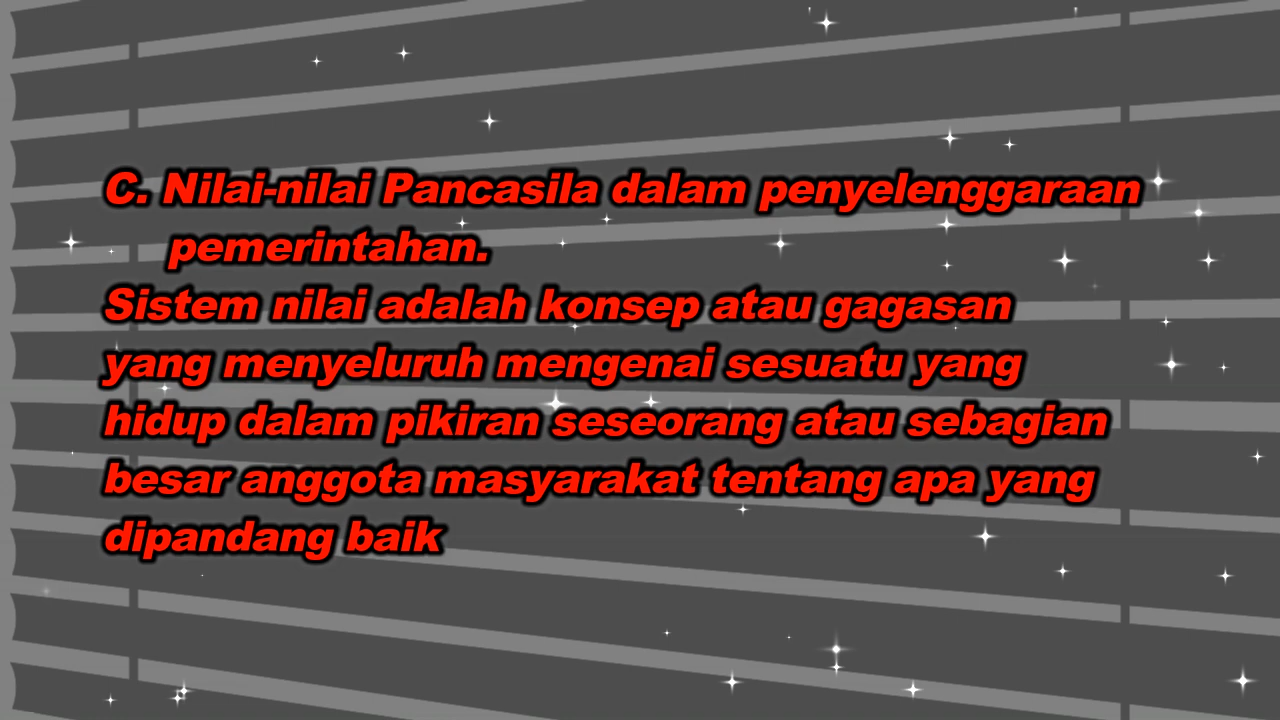 C. Nilai-nilai Pancasila dalam penyelenggaraan
pemerintahan.
Sistem nilai adalah konsep atau gagasan
yang menyeluruh mengenai sesuatu yang
hidup dalam pikiran seseorang atau sebagian
besar anggota masyarakat tentang apa yang
dipandang baik